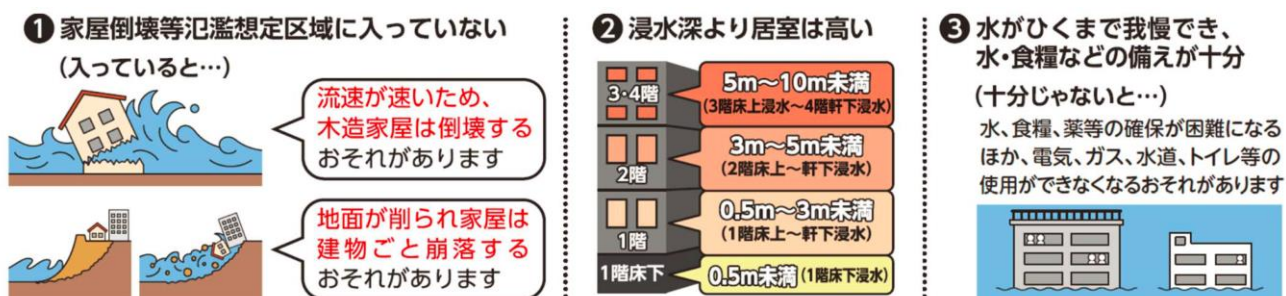 ❶ 家屋倒壊等氾濫想定区域に入っていない
(入っていると…)
流速が速いため、
木造家屋は倒壊する
おそれがあります
地面が削られ家屋は
建物ごと崩落する
おそれがあります
❷ 浸水深より居室は高い
3・4階
5m〜10m未満
(3階床上浸水〜4階軒下浸水)
2階
3m〜5m未満
(2階床上〜軒下浸水)
1階
0.5m〜3m未満
(1階床上〜軒下浸水)
1階床下
0.5m未満(1階床下浸水)
❸ 水がひくまで我慢でき、
水・食糧などの備えが十分
(十分じゃないと…)
水、食糧、薬等の確保が困難になる
ほか、電気、ガス、水道、トイレ等の
使用ができなくなるおそれがあります